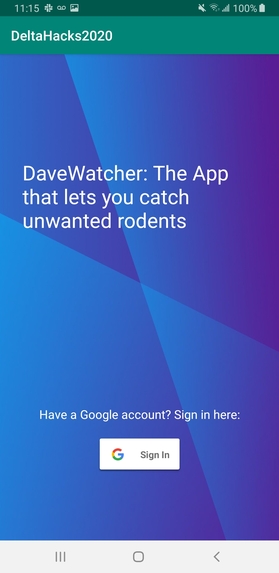 11:15 100%
DeltaHacks2020
DaveWatcher: The App
that lets you catch
unwanted rodents
Have a Google account? Sign in here:
Sign In